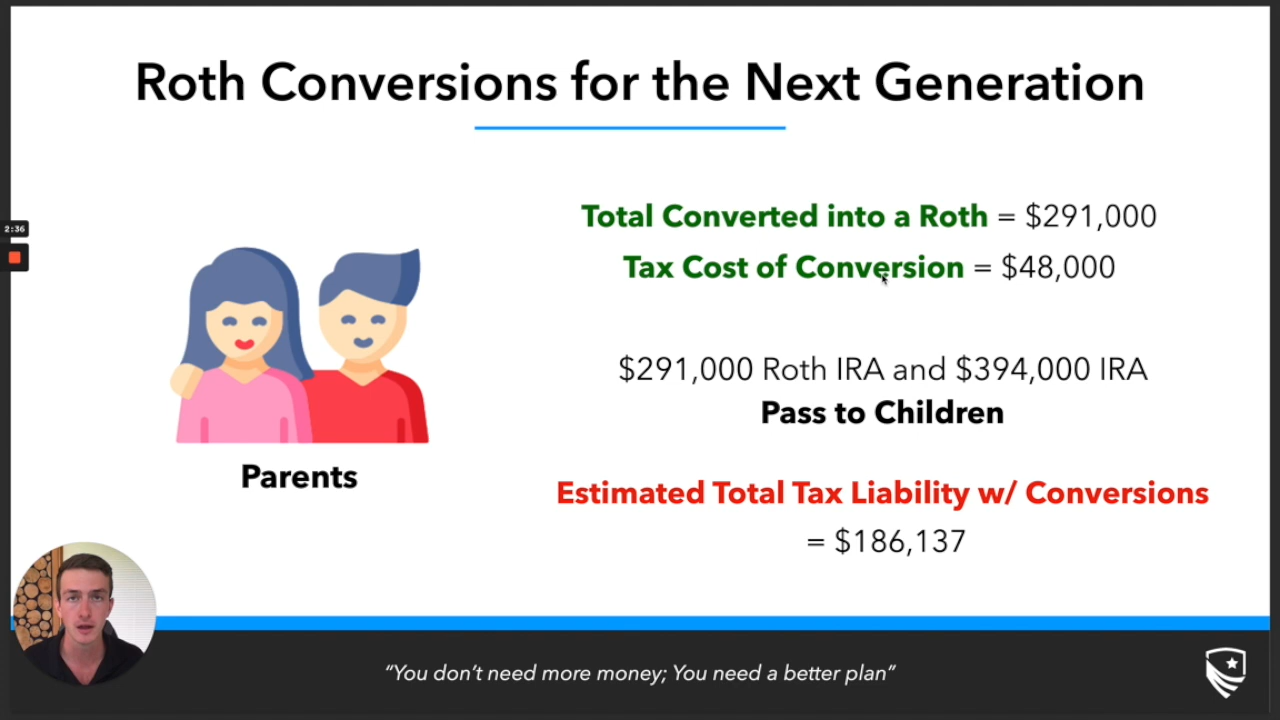 Roth Conversions for the Next Generation
Total Converted into a Roth = $291,000
Tax Cost of Conversion = $48,000
2:36
$291,000 Roth IRA and $394,000 IRA
Pass to Children
Parents
Estimated Total Tax Liability w/ Conversions
= $186,137
“You don’t need more money; You need a better plan”